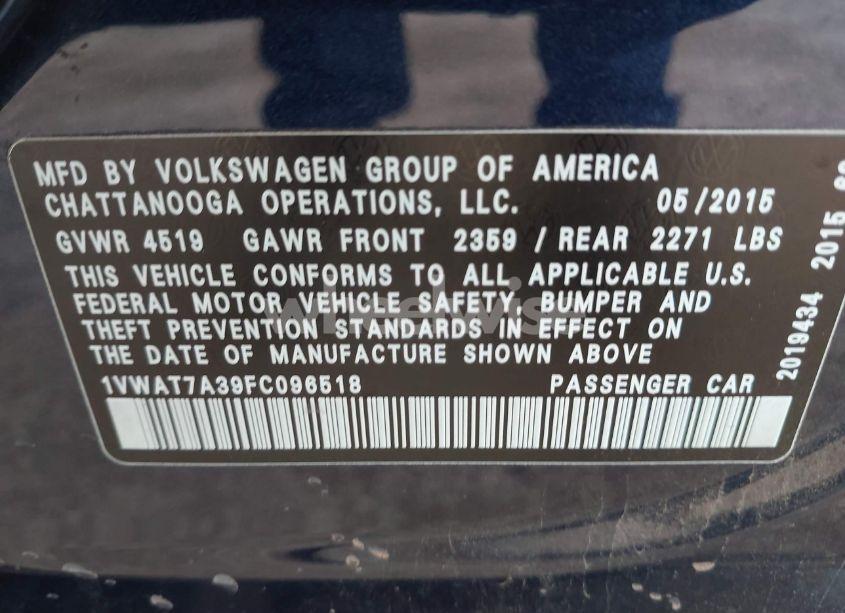 MFD BY VOLKSWAGEN GROUP OF AMERICA
CHATTANOOGA OPERATIONS, LLC. 05/2015
GVWR 4519 GAWR FRONT 2359 / REAR 2271 LBS
THIS VEHICLE CONFORMS TO ALL APPLICABLE U.S.
FEDERAL MOTOR VEHICLE SAFETY, BUMPER AND
THEFT PREVENTION STANDARDS IN EFFECT ON
THE DATE OF MANUFACTURE SHOWN ABOVE
1VWAT7A39FC096518 PASSENGER CAR
2019434 2015